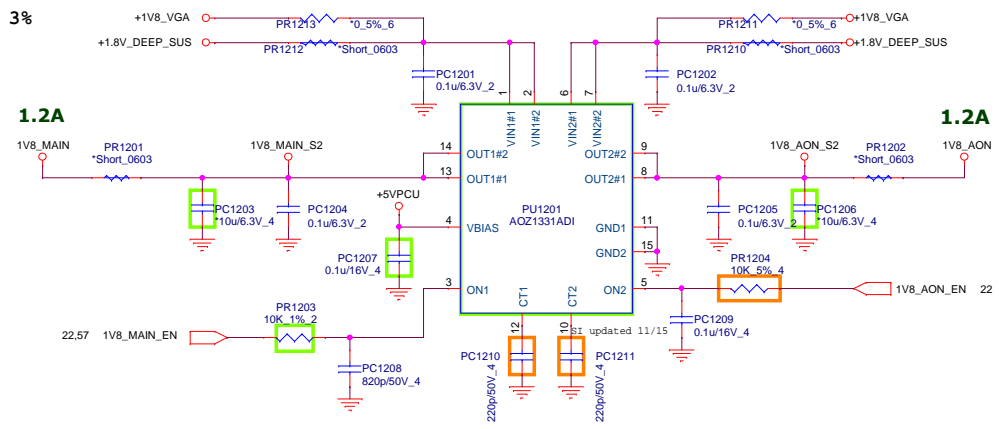 3%
+1V8_VGA
PR1213
*0_5%_6
+1.8V_DEEP_SUS
PR1212
*Short_0603
PR1211
*0_5%_6
+1V8_VGA
PR1210
*Short_0603
+1.8V_DEEP_SUS
PC1201
0.1u/6.3V_2
PC1202
0.1u/6.3V_2
1
2
6
7
VIN1#1
VIN1#2
VIN2#1
VIN2#2
1.2A
1.2A
1V8_MAIN
PR1201
*Short_0603
1V8_MAIN_S2
14
OUT1#2
13
OUT1#1
OUT2#2
9
OUT2#1
8
1V8_AON_S2
PR1202
*Short_0603
1V8_AON
PC1203
*10u/6.3V_4
PC1204
0.1u/6.3V_2
+5VPCU
PU1201
AOZ1331ADI
PC1205
0.1u/6.3V_2
PC1206
*10u/6.3V_4
4
VBIAS
GND1
11
GND2
15
PC1207
0.1u/16V_4
PR1204
10K_5%_4
3
ON1
CT1
CT2
ON2
5
1V8_AON_EN
22
PR1203
10K_1%_2
22,57
1V8_MAIN_EN
12
10
SI updated 11/15
PC1209
0.1u/16V_4
PC1208
820p/50V_4
PC1210
220p/50V_4
PC1211
220p/50V_4